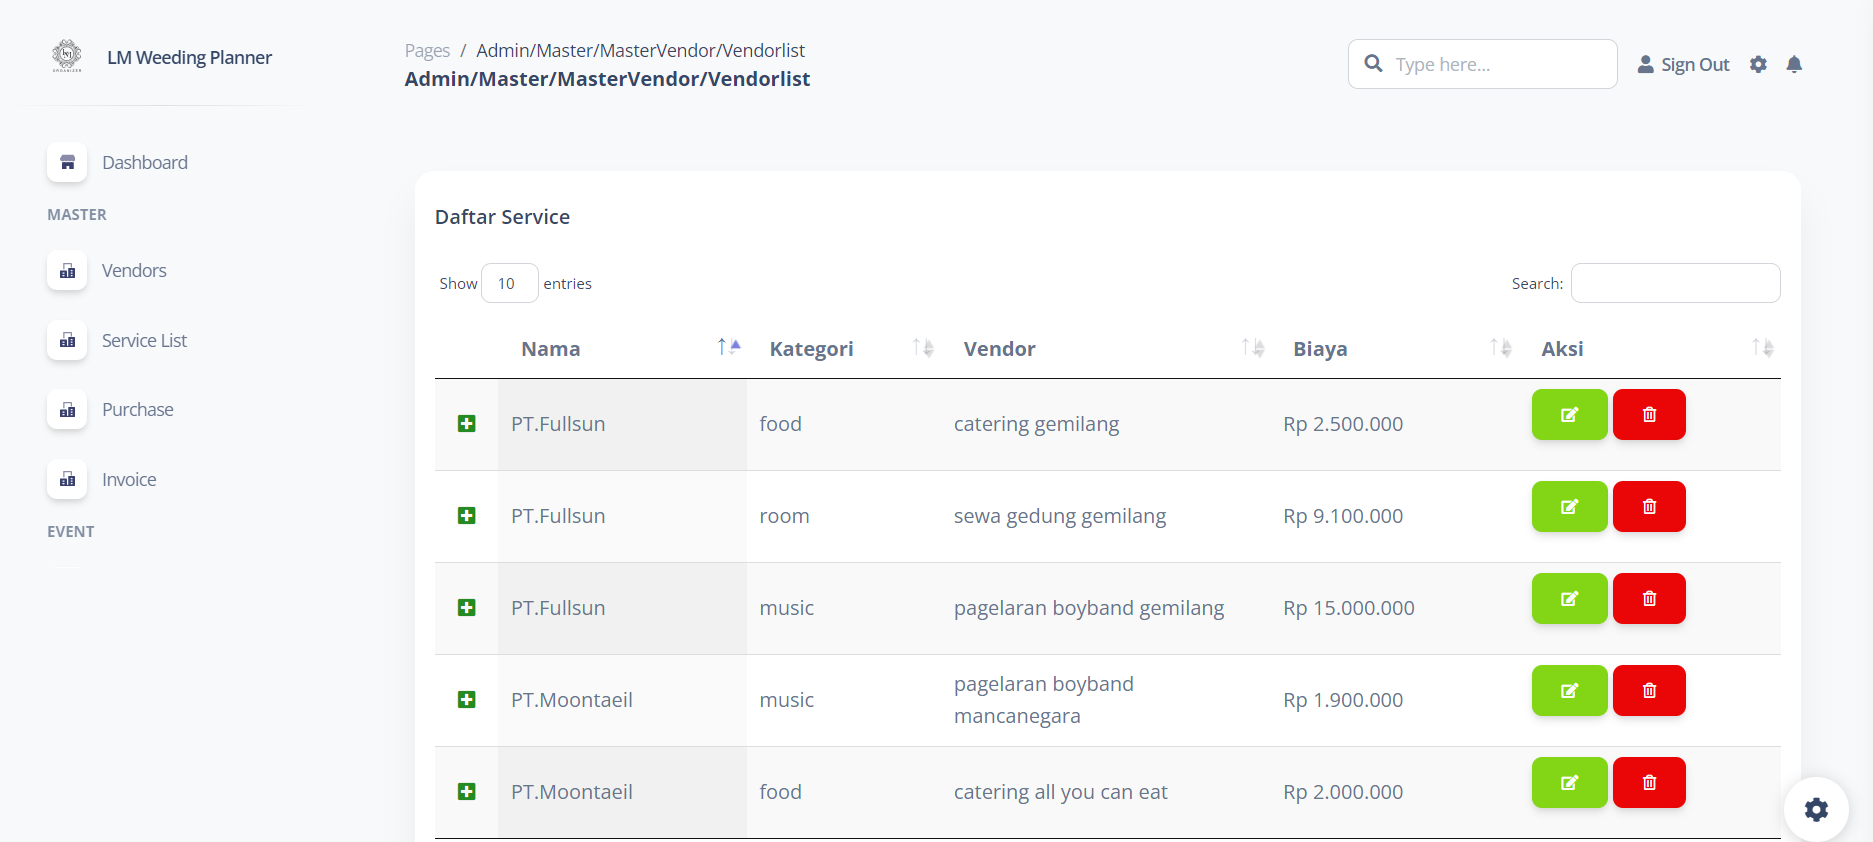 LM Weeding Planner
Pages / Admin/Master/MasterVendor/Vendorlist
Admin/Master/MasterVendor/Vendorlist
Type here...
Sign Out
Dashboard
MASTER
Vendors
Service List
Purchase
Invoice
EVENT
Daftar Service
Show 10 entries
Search:
Nama Kategori Vendor Biaya Aksi
PT.Fullsun food catering gemilang Rp 2.500.000
PT.Fullsun room sewa gedung gemilang Rp 9.100.000
PT.Fullsun music pagelaran boyband gemilang Rp 15.000.000
PT.Moontaeil music pagelaran boyband mancanegara Rp 1.900.000
PT.Moontaeil food catering all you can eat Rp 2.000.000